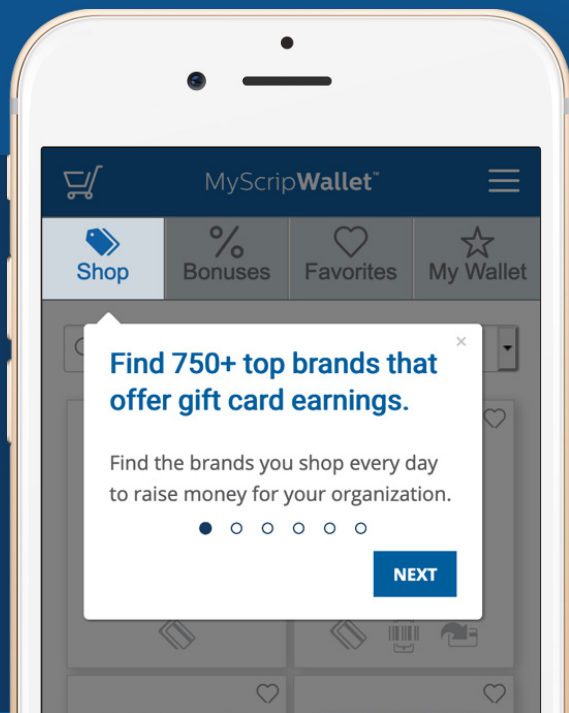 MyScripWallet™
Shop Bonuses Favorites My Wallet
×
Find 750+ top brands that
offer gift card earnings.
Find the brands you shop every day
to raise money for your organization.
NEXT